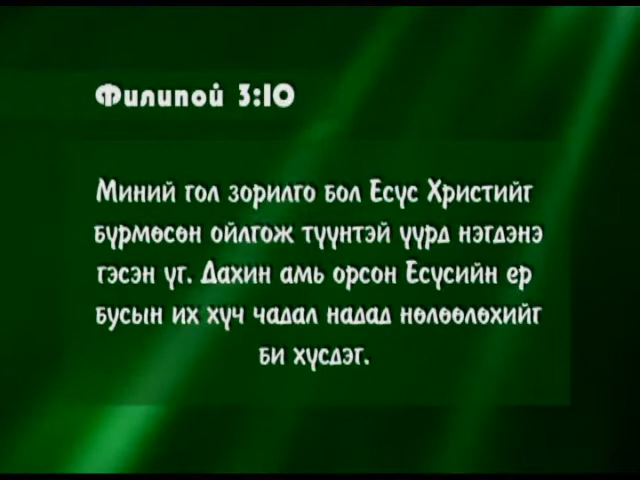 Филипой 3:10
Миний гол зорилго бол Есүс Христийг
бүрмөсөн ойлгож түүнтэй үүрд нэгдэнэ
гэсэн үг. Дахин амь орсон Есүсийн ер
бусын их хүч чадал надад нөлөөлөхийг
би хүсдэг.